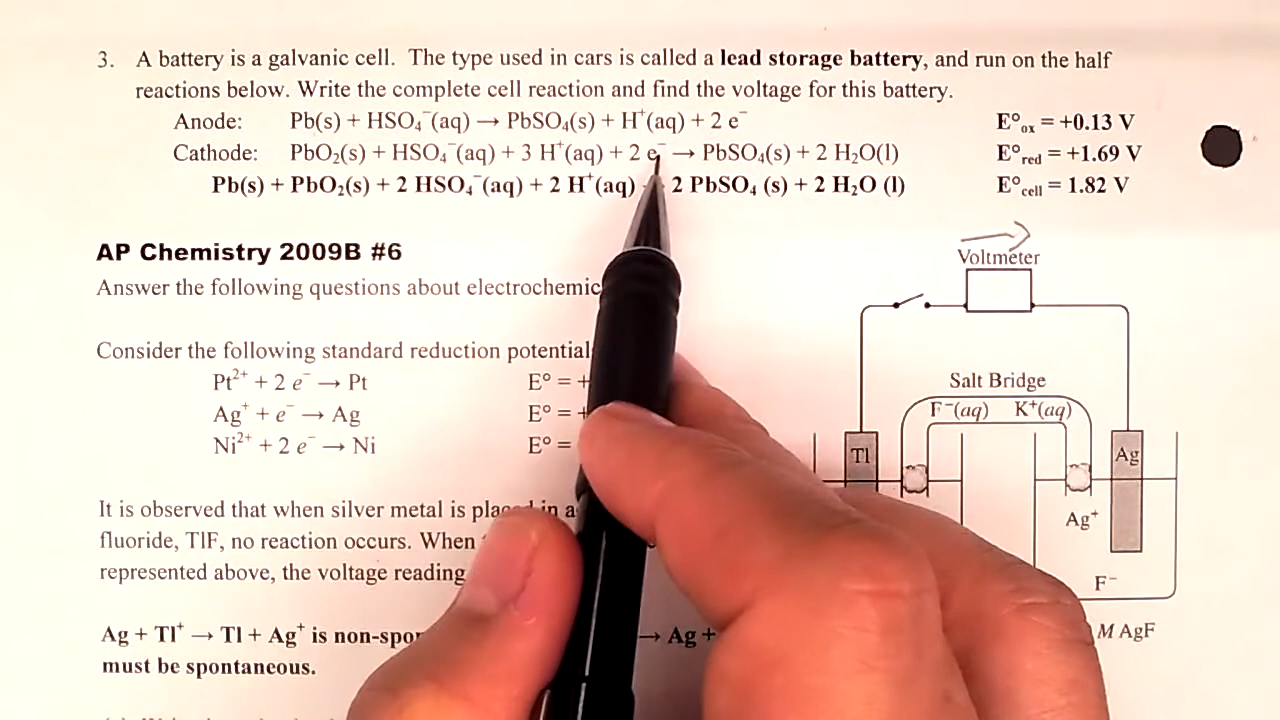 3. A battery is a galvanic cell. The type used in cars is called a lead storage battery, and run on the half
reactions below. Write the complete cell reaction and find the voltage for this battery.
Anode: Pb(s) + HSO₄⁻(aq) → PbSO₄(s) + H⁺(aq) + 2 e⁻ E°ₒₓ = +0.13 V
Cathode: PbO₂(s) + HSO₄⁻(aq) + 3 H⁺(aq) + 2 e⁻ → PbSO₄(s) + 2 H₂O(l) E°red = +1.69 V
Pb(s) + PbO₂(s) + 2 HSO₄⁻(aq) + 2 H⁺(aq) 2 PbSO₄ (s) + 2 H₂O (l) E°cell = 1.82 V
AP Chemistry 2009B #6
Answer the following questions about
Consider the following standard reduction
Pt²⁺ + 2 e⁻ → Pt E° = +
Ag⁺ + e⁻ → Ag E° = +
Ni²⁺ + 2 e⁻ → Ni E° =
It is observed that when silver metal is placed in a
fluoride, TlF, no reaction occurs. When
represented above, the voltage reading
Ag + Tl⁺ → Tl + Ag⁺ is → Ag +
must be spontaneous.
Voltmeter
Salt Bridge
F⁻(aq) K⁺(aq)
Tl
Ag
Ag⁺
F⁻
M AgF